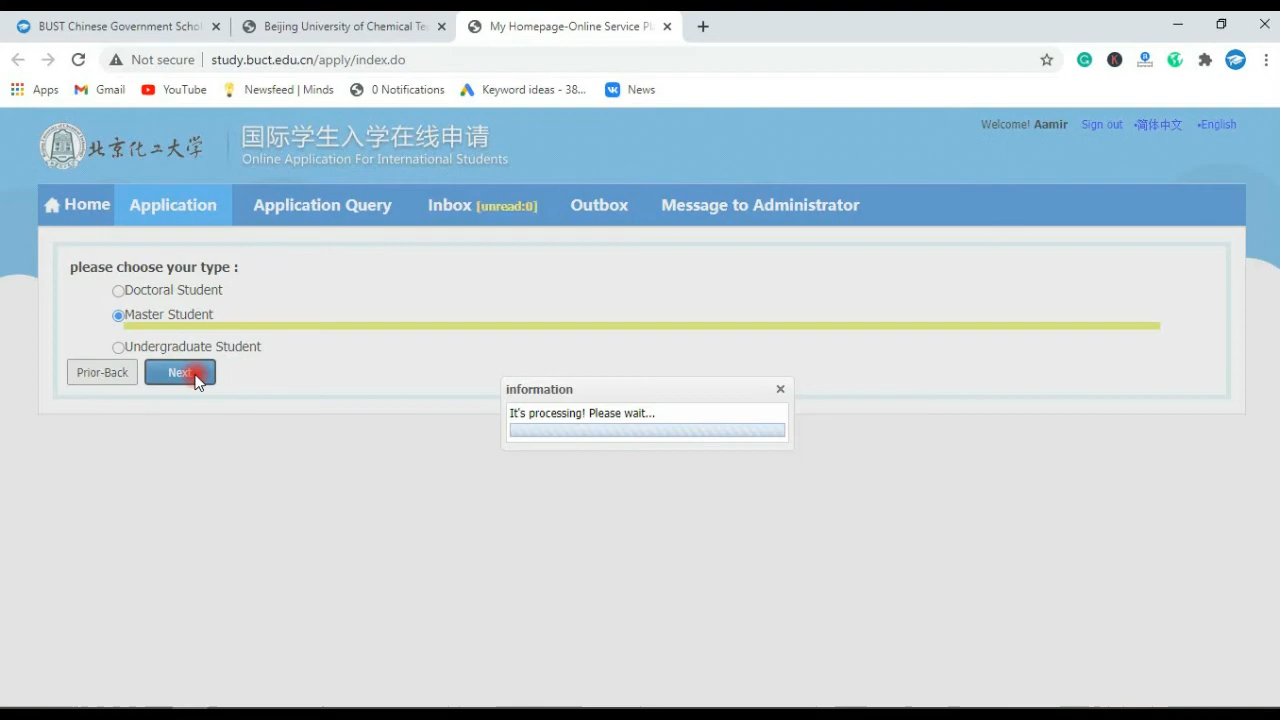 BUST Chinese Government Schol
Beijing University of Chemical Te
My Homepage-Online Service Pl
Not secure
study.buct.edu.cn/apply/index.do
Apps
Gmail
YouTube
Newsfeed | Minds
0 Notifications
Keyword ideas - 38...
News
北京化工大学
国际学生入学在线申请
Online Application For International Students
Welcome! Aamir Sign out •简体中文 •English
Home
Application
Application Query
Inbox [unread:0]
Outbox
Message to Administrator
please choose your type :
Doctoral Student
Master Student
Undergraduate Student
Prior-Back
Next
information
It's processing! Please wait...